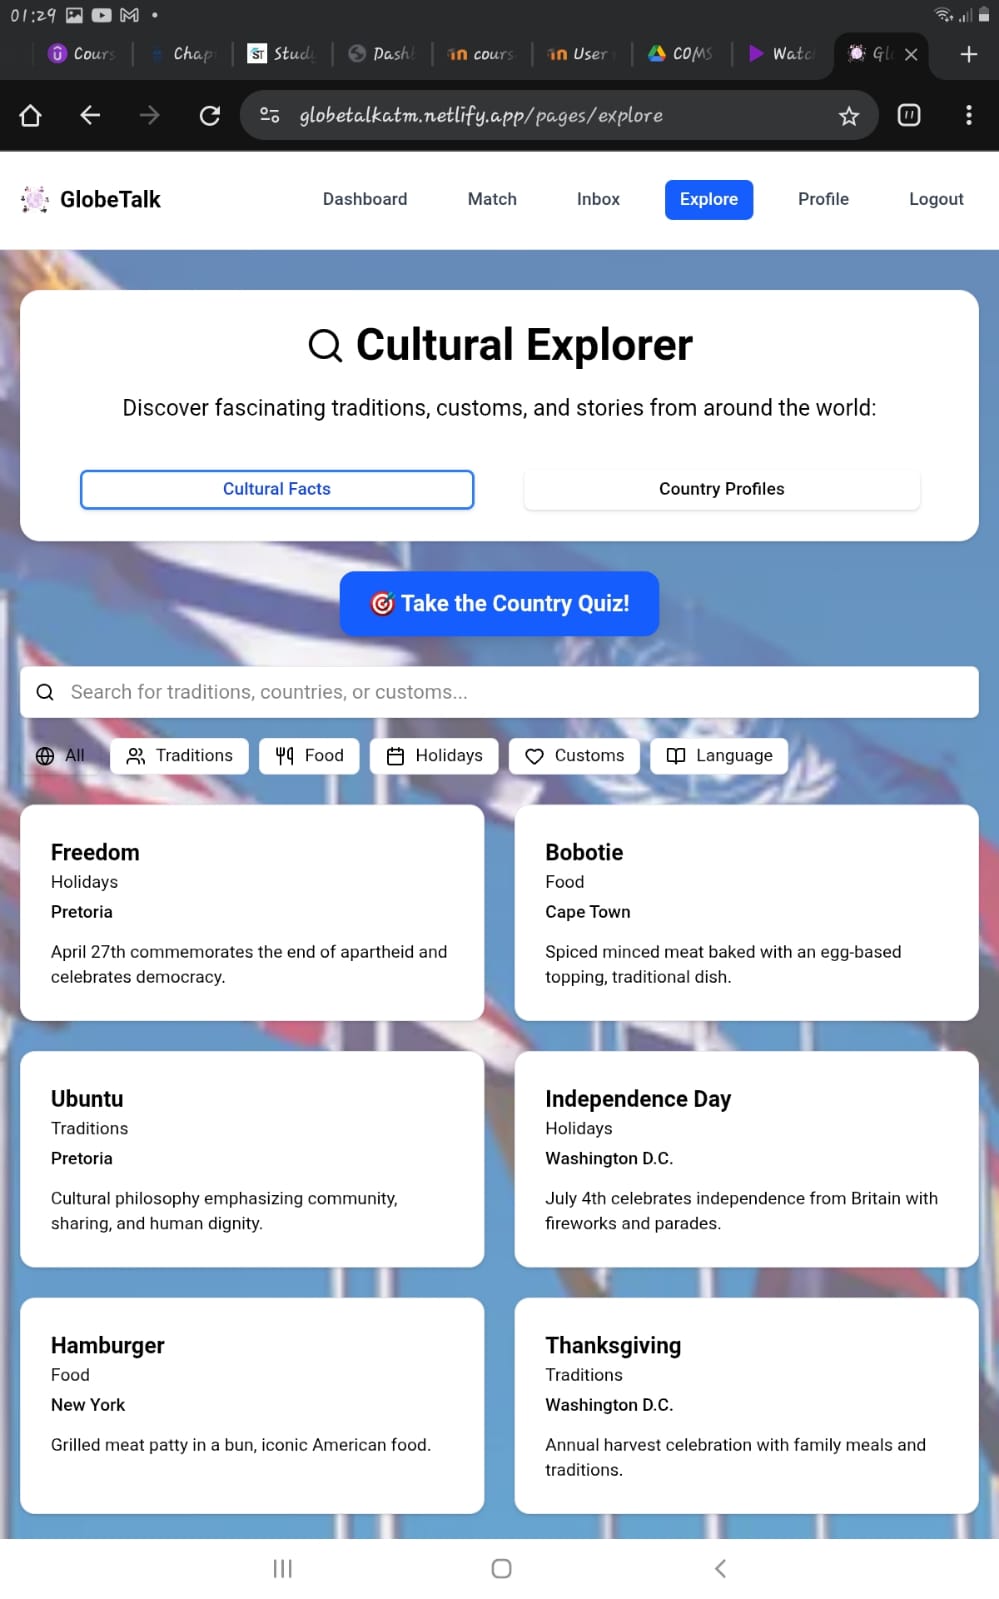 01:29
Cours
Chap
Stud
Dash
cours
User
COMS
Watc
Gl
globetalkatm.netlify.app/pages/explore
GlobeTalk
Dashboard
Match
Inbox
Explore
Profile
Logout
Cultural Explorer
Discover fascinating traditions, customs, and stories from around the world:
Cultural Facts
Country Profiles
Take the Country Quiz!
Search for traditions, countries, or customs...
All
Traditions
Food
Holidays
Customs
Language
Freedom
Holidays
Pretoria
April 27th commemorates the end of apartheid and
celebrates democracy.
Bobotie
Food
Cape Town
Spiced minced meat baked with an egg-based
topping, traditional dish.
Ubuntu
Traditions
Pretoria
Cultural philosophy emphasizing community,
sharing, and human dignity.
Independence Day
Holidays
Washington D.C.
July 4th celebrates independence from Britain with
fireworks and parades.
Hamburger
Food
New York
Grilled meat patty in a bun, iconic American food.
Thanksgiving
Traditions
Washington D.C.
Annual harvest celebration with family meals and
traditions.